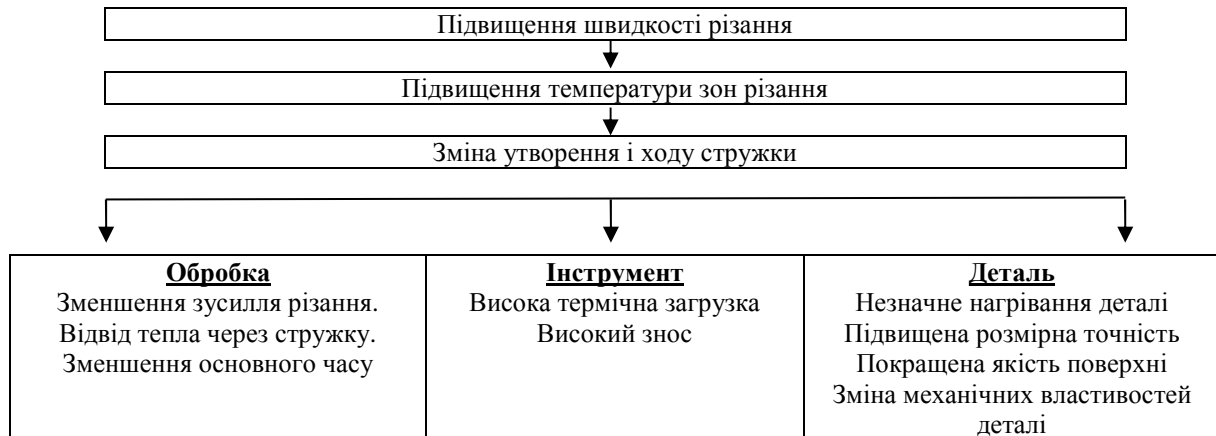 Підвищення швидкості різання
Підвищення температури зон різання
Зміна утворення і ходу стружки
Обробка
Зменшення зусилля різання.
Відвід тепла через стружку.
Зменшення основного часу
Інструмент
Висока термічна загрузка
Високий знос
Деталь
Незначне нагрівання деталі
Підвищена розмірна точність
Покращена якість поверхні
Зміна механічних властивостей
деталі